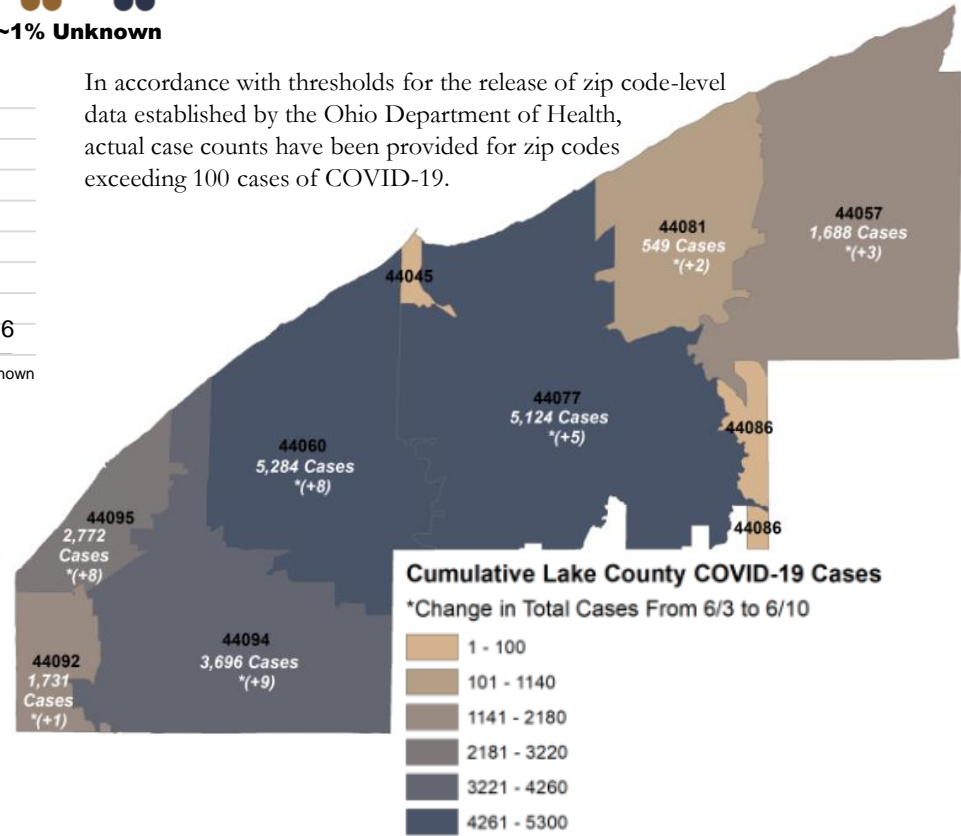 ~1% Unknown
In accordance with thresholds for the release of zip code-level
data established by the Ohio Department of Health,
actual case counts have been provided for zip codes
exceeding 100 cases of COVID-19.
44057
1,688 Cases
*(+3)
44081
549 Cases
*(+2)
44045
6
44077
5,124 Cases
*(+5)
44086
44060
5,284 Cases
*(+8)
44095
2,772
Cases
*(+8)
44086
44094
3,696 Cases
*(+9)
44092
1,731
Cases
*(+1)
Cumulative Lake County COVID-19 Cases
*Change in Total Cases From 6/3 to 6/10
1 - 100
101 - 1140
1141 - 2180
2181 - 3220
3221 - 4260
4261 - 5300